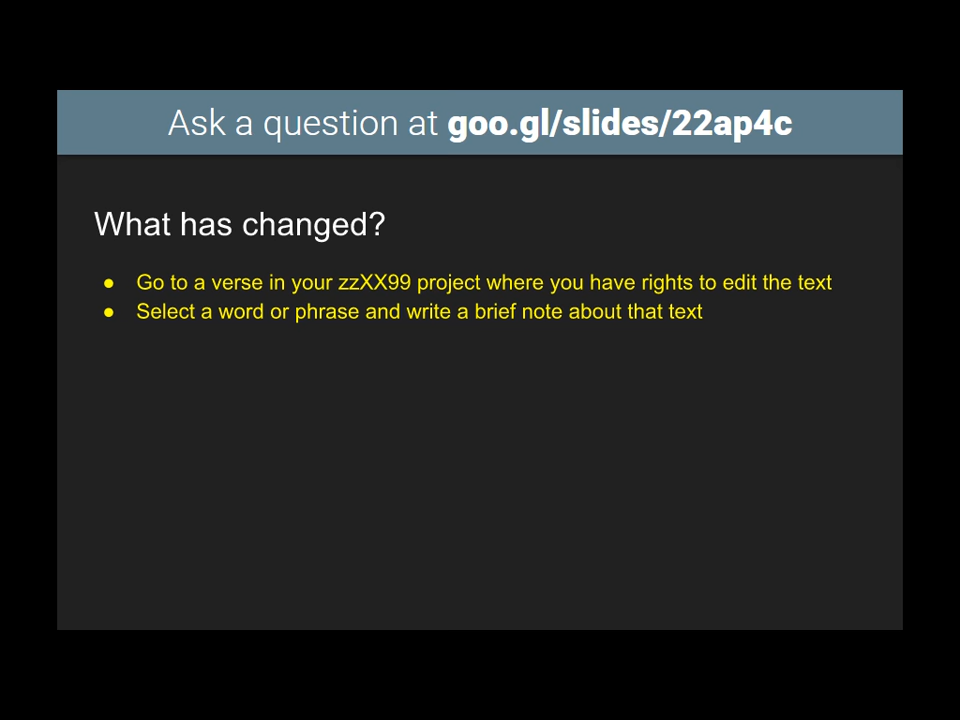 Ask a question at goo.gl/slides/22ap4c
What has changed?
● Go to a verse in your zzXX99 project where you have rights to edit the text
● Select a word or phrase and write a brief note about that text